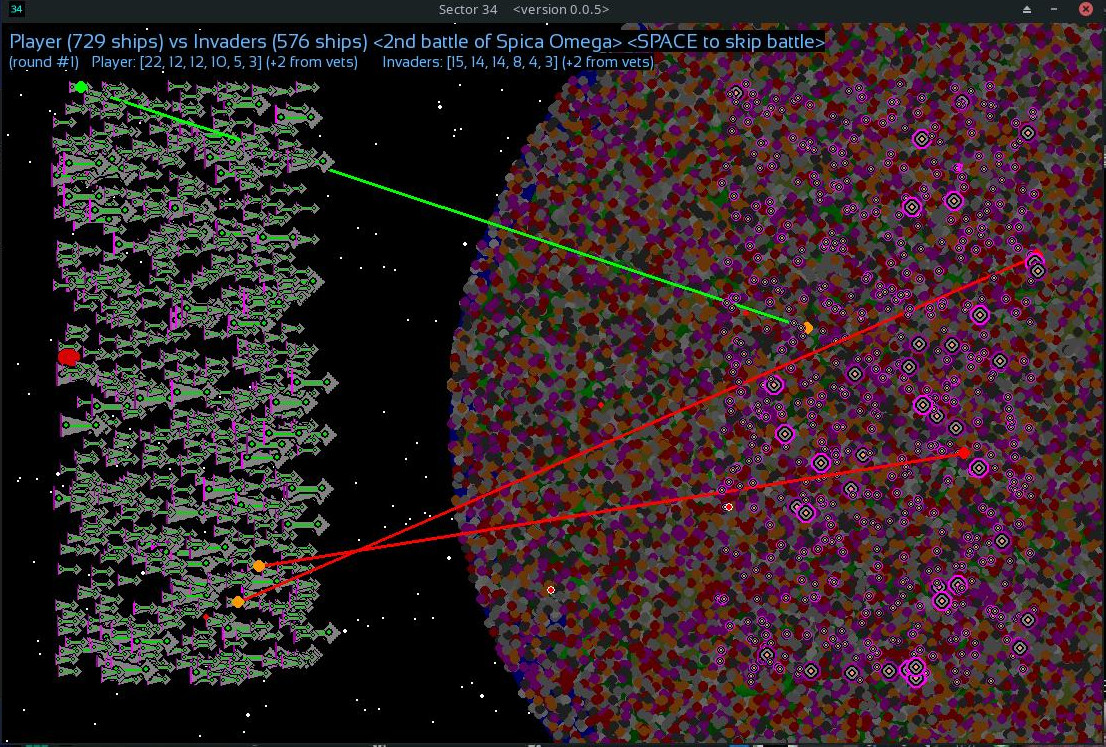 34
Sector 34 <version 0.0.5>
Player (729 ships) vs Invaders (576 ships) <2nd battle of Spica Omega> <SPACE to skip battle>
(round #1) Player: [22, 12, 12, 10, 5, 3] (+2 from vets) Invaders: [15, 14, 14, 8, 4, 3] (+2 from vets)